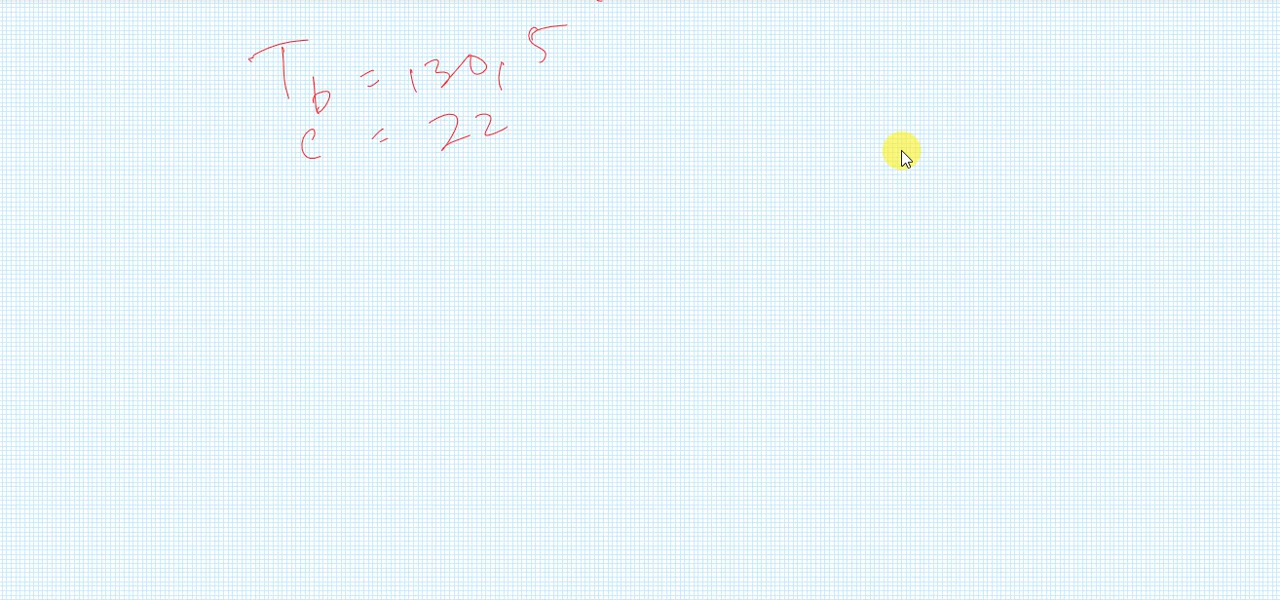 Tb = 130,5
c = 22